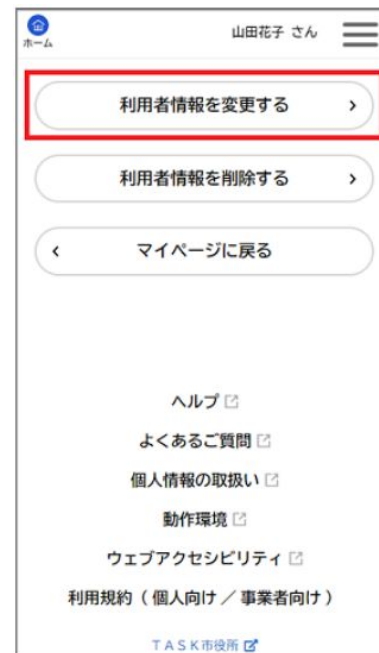 ホーム
山田花子 さん
利用者情報を変更する
利用者情報を削除する
マイページに戻る
ヘルプ
よくあるご質問
個人情報の取扱い
動作環境
ウェブアクセシビリティ
利用規約（個人向け／事業者向け）
ＴＡＳＫ市役所